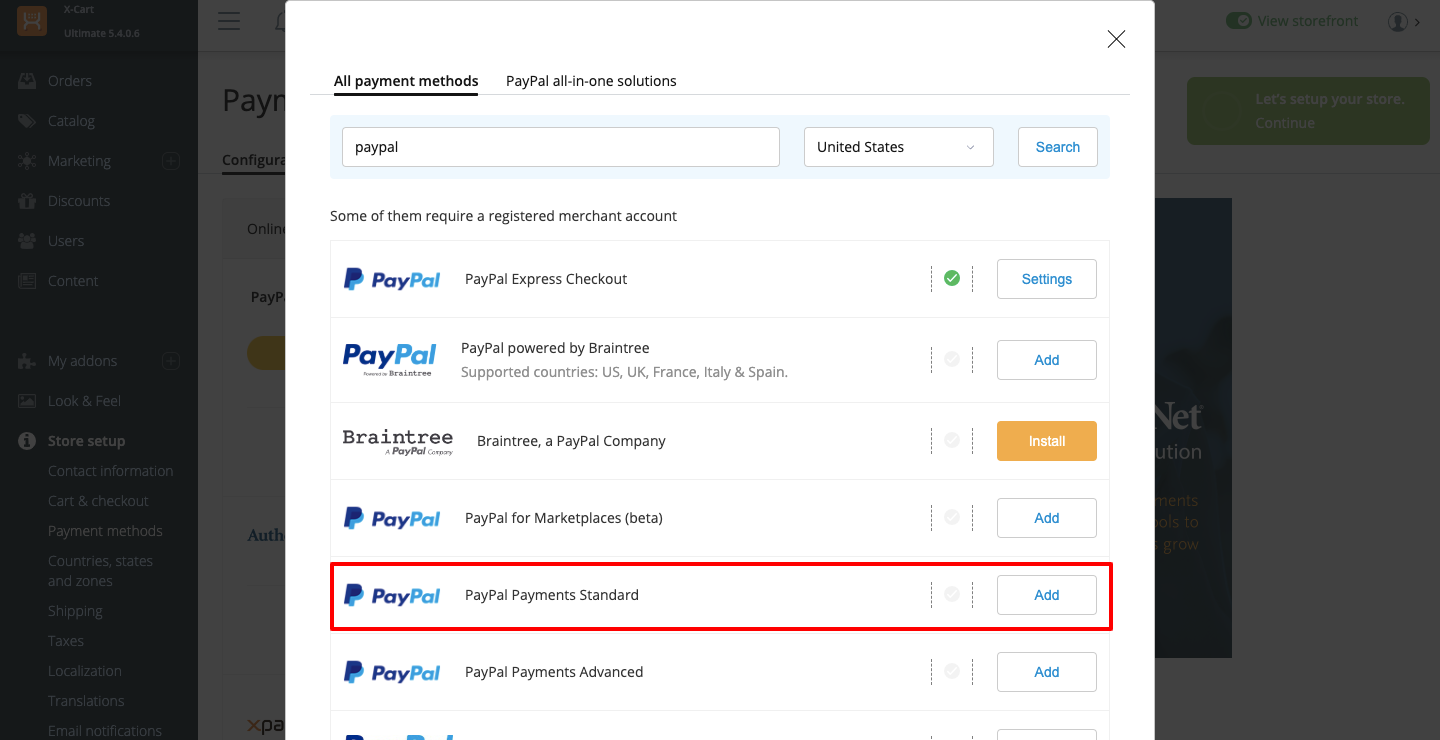 X-Cart
Ultimate 5.4.0.6
View storefront
Orders
Catalog
Marketing
Discounts
Users
Content
My addons
Look & Feel
Store setup
Contact information
Cart & checkout
Payment methods
Countries, states
and zones
Shipping
Taxes
Localization
Translations
Email notifications
Paym
Configura
Online
PayPa
Autho
xpa
Let's setup your store.
Continue
Net
ution
ments
ools to
s grow
All payment methods
PayPal all-in-one solutions
paypal
United States
Search
Some of them require a registered merchant account
PayPal
PayPal Express Checkout
Settings
PayPal
Powered by Braintree
PayPal powered by Braintree
Supported countries: US, UK, France, Italy & Spain.
Add
Braintree
A PayPal Company
Braintree, a PayPal Company
Install
PayPal
PayPal for Marketplaces (beta)
Add
PayPal
PayPal Payments Standard
Add
PayPal
PayPal Payments Advanced
Add